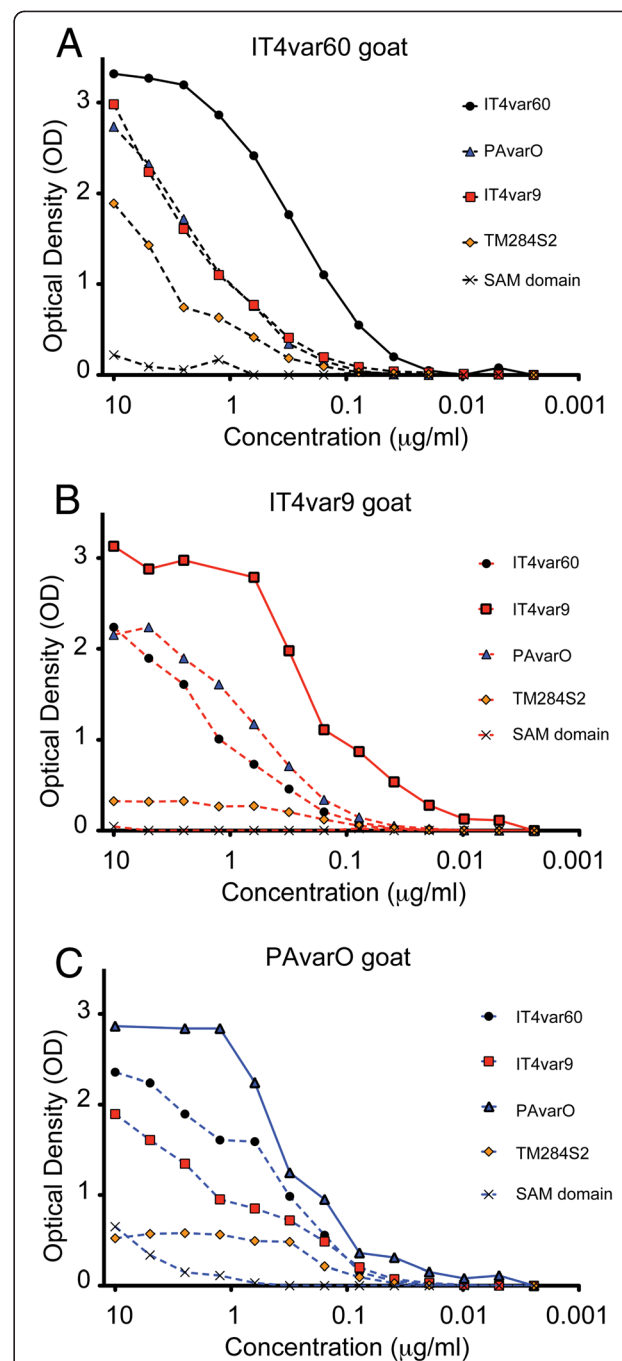 A
IT4var60 goat
Optical Density (OD)
3
2
1
0
10
1
0.1
0.01
0.001
Concentration (μg/ml)
IT4var60
PAvarO
IT4var9
TM284S2
SAM domain
B
IT4var9 goat
Optical Density (OD)
3
2
1
0
10
1
0.1
0.01
0.001
Concentration (μg/ml)
IT4var60
IT4var9
PAvarO
TM284S2
SAM domain
C
PAvarO goat
Optical Density (OD)
3
2
1
0
10
1
0.1
0.01
0.001
Concentration (μg/ml)
IT4var60
IT4var9
PAvarO
TM284S2
SAM domain